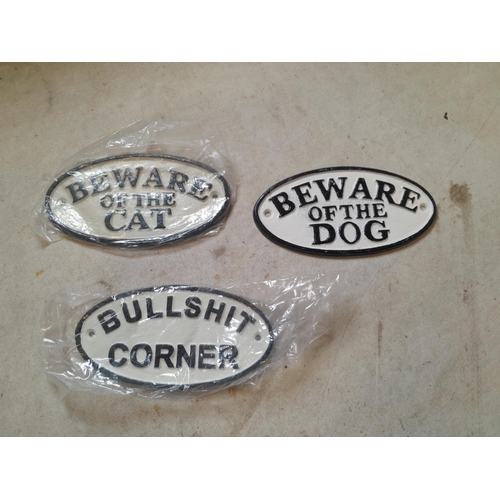 BEWARE
OF THE
CAT
BEWARE
OF THE
DOG
BULLSHIT
CORNER